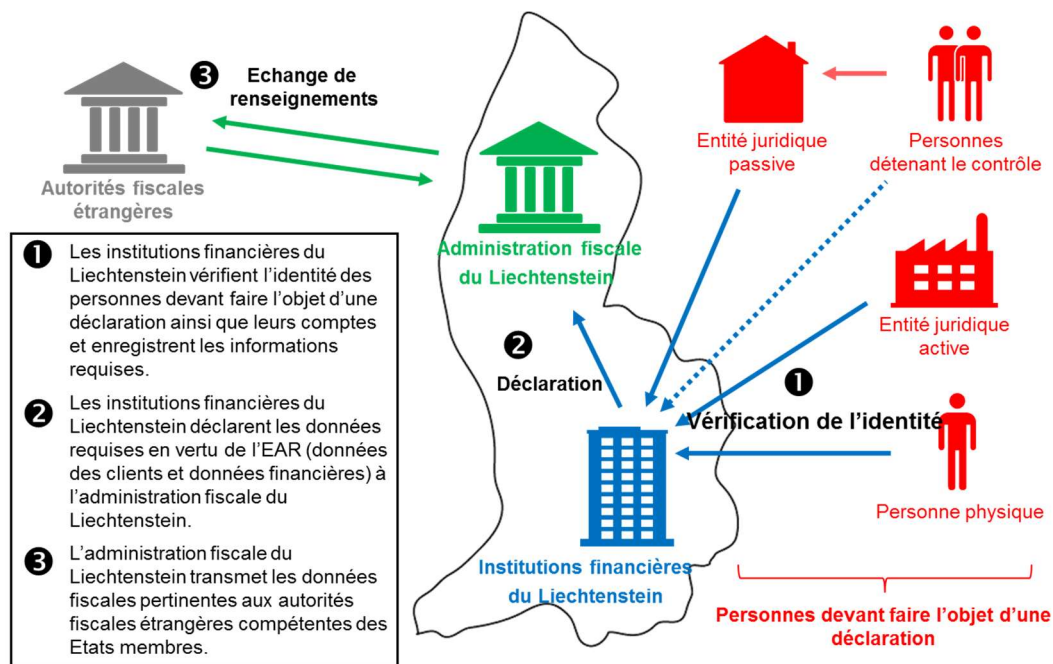 ❸ Echange de
renseignements
Autorités fiscales
étrangères
Administration fiscale
du Liechtenstein
Entité juridique
passive
Personnes
détenant le contrôle
Entité juridique
active
❷
Déclaration
❶
Vérification de l'identité
Personne physique
Institutions financières
du Liechtenstein
Personnes devant faire l'objet d'une
déclaration
❶ Les institutions financières du
Liechtenstein vérifient l'identité des
personnes devant faire l'objet d'une
déclaration ainsi que leurs comptes
et enregistrent les informations
requises.
❷ Les institutions financières du
Liechtenstein déclarent les données
requises en vertu de l'EAR (données
des clients et données financières) à
l'administration fiscale du
Liechtenstein.
❸ L'administration fiscale du
Liechtenstein transmet les données
fiscales pertinentes aux autorités
fiscales étrangères compétentes des
Etats membres.